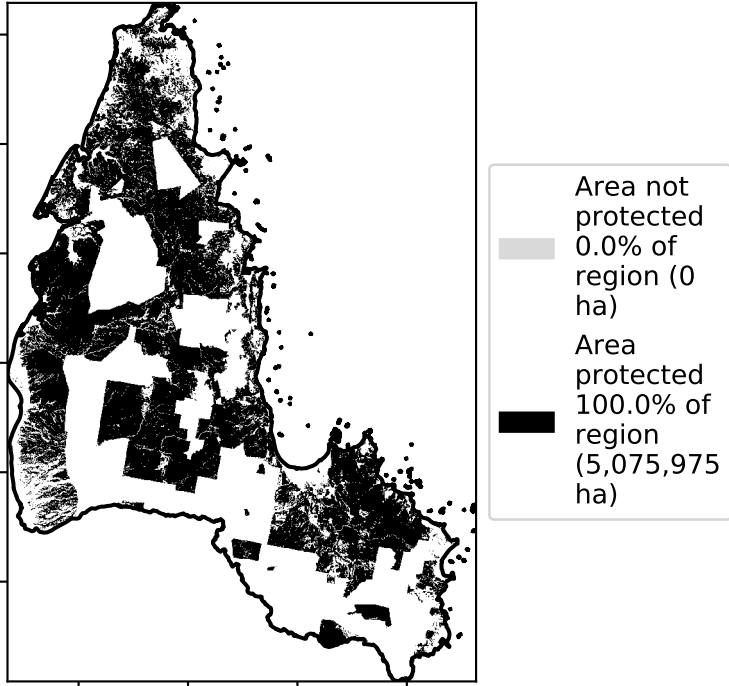 Area not
protected
0.0% of
region (0
ha)
Area
protected
100.0% of
region
(5,075,975
ha)